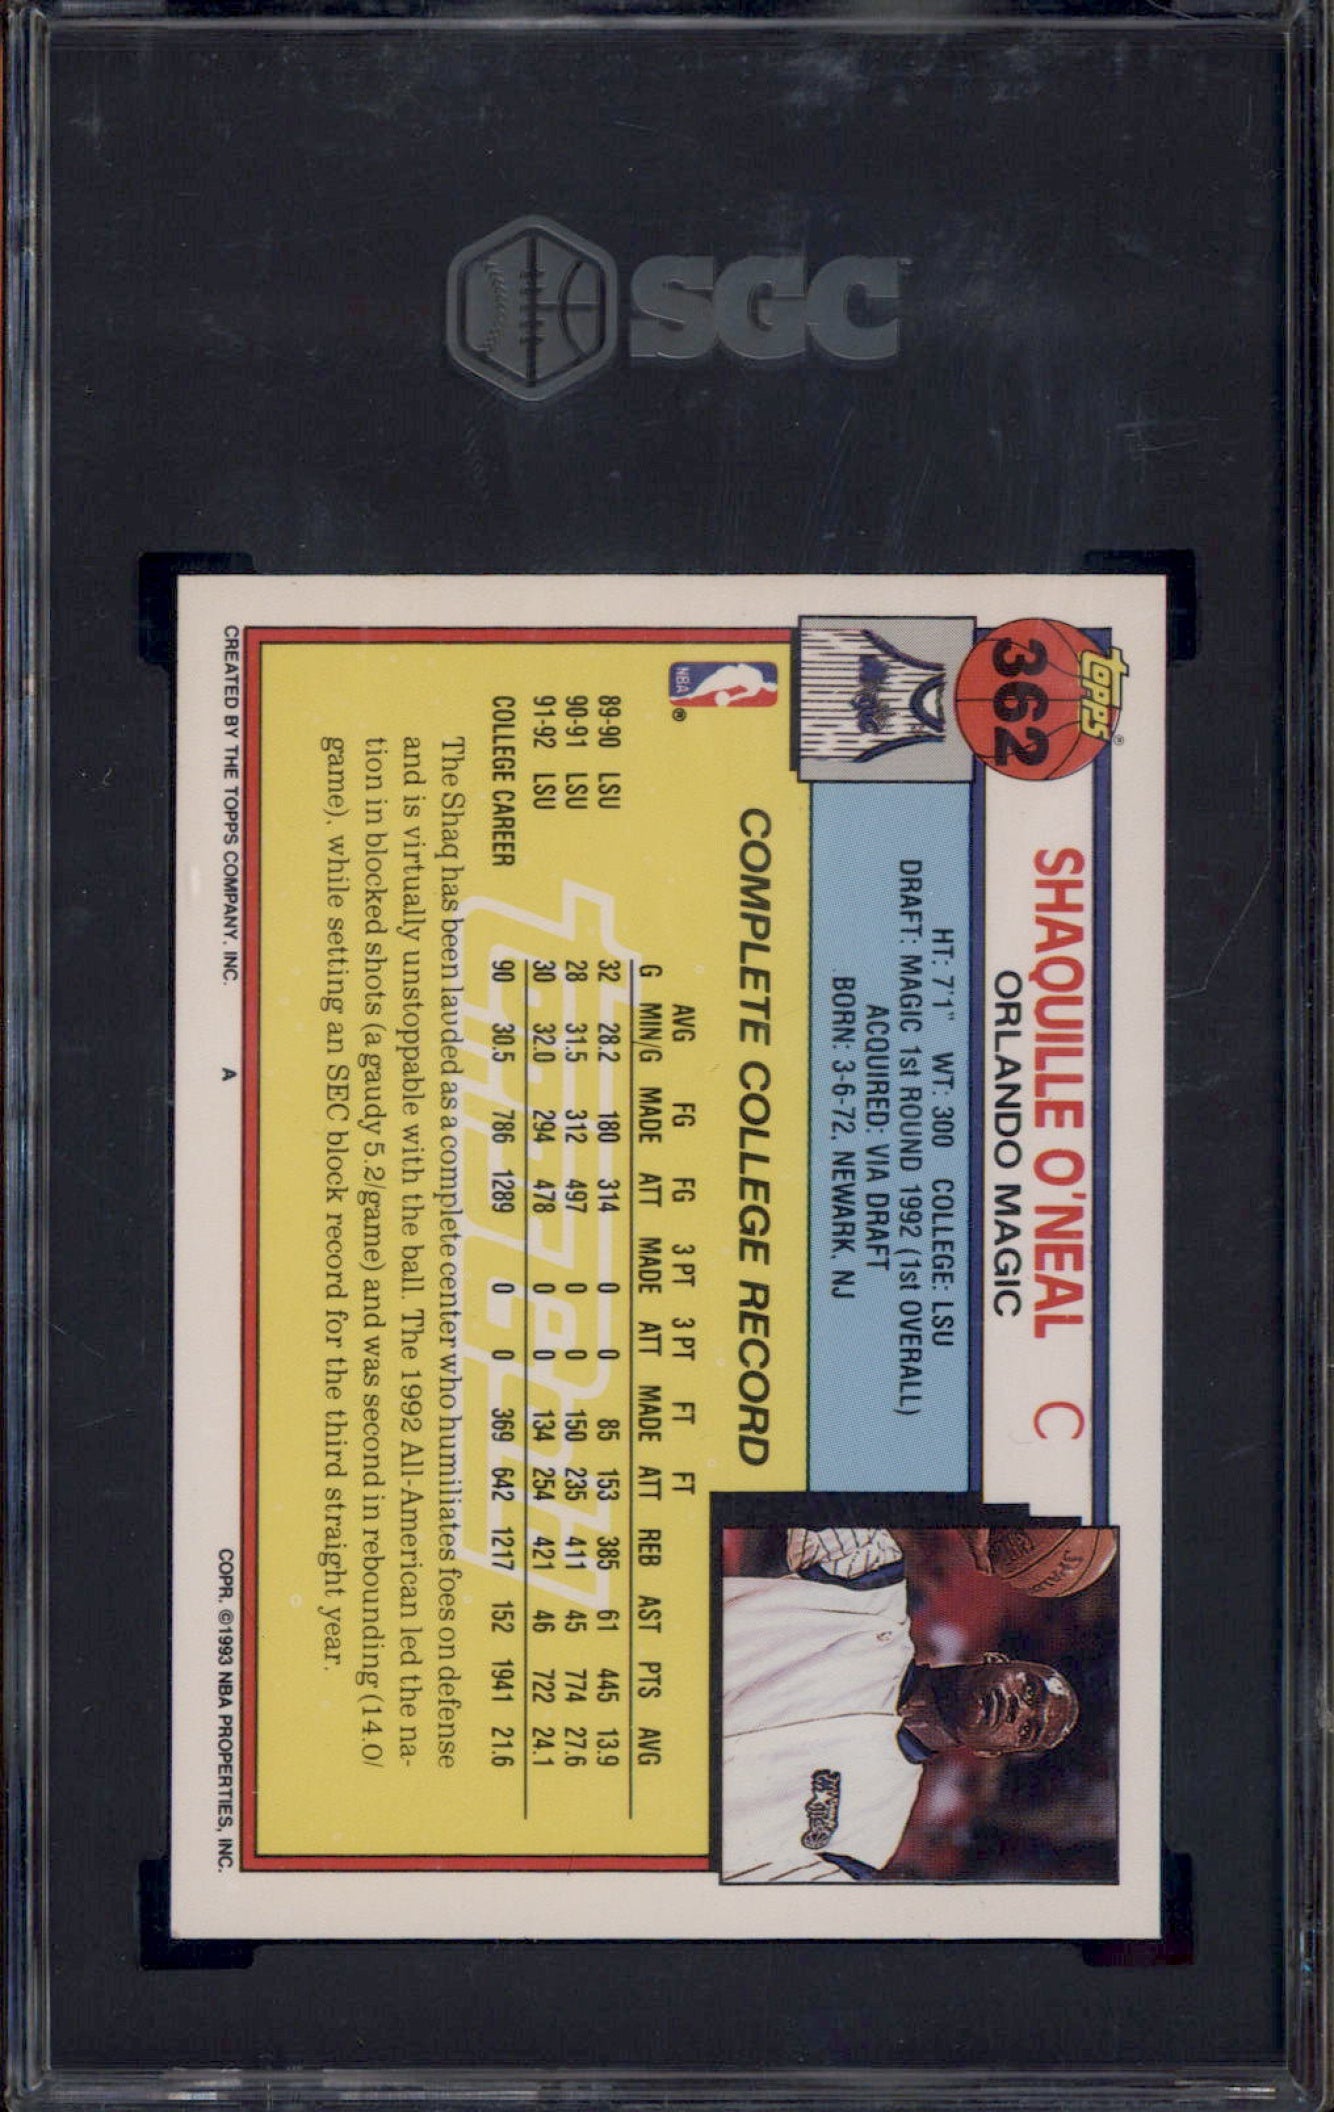 SGC
topps®
362
SHAQUILLE O'NEAL C
ORLANDO MAGIC
HT: 7'1" WT: 300 COLLEGE: LSU
DRAFT: MAGIC 1st ROUND 1992 (1st OVERALL)
ACQUIRED: VIA DRAFT
BORN: 3-6-72, NEWARK, NJ
NBA ®
COMPLETE COLLEGE RECORD
AVG FG FG 3 PT 3 PT FT FT
G MIN/G MADE ATT MADE ATT MADE ATT REB AST PTS AVG
89-90 LSU 32 28.2 180 314 0 0 85 153 385 61 445 13.9
90-91 LSU 28 31.5 312 497 0 0 150 235 411 45 774 27.6
91-92 LSU 30 32.0 294 478 0 0 134 254 421 46 722 24.1
COLLEGE CAREER 90 30.5 786 1289 0 0 369 642 1217 152 1941 21.6
The Shaq has been lauded as a complete center who humiliates foes on defense
and is virtually unstoppable with the ball. The 1992 All-American led the na-
tion in blocked shots (a gaudy 5.2/game) and was second in rebounding (14.0/
game), while setting an SEC block record for the third straight year.
CREATED BY THE TOPPS COMPANY, INC. A COPR. ©1993 NBA PROPERTIES, INC.